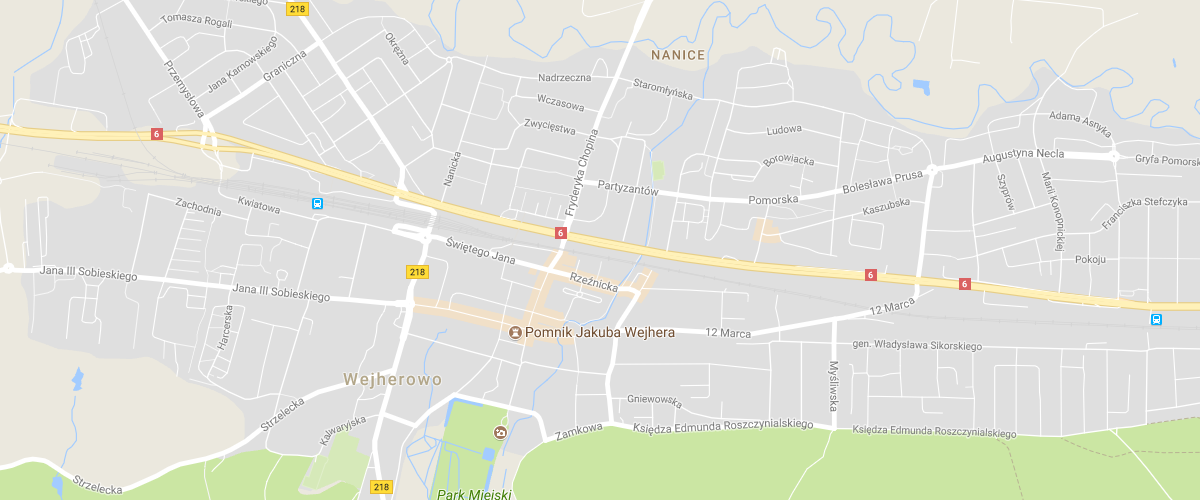 218
Tomasza Rogali
Okrężna
NANICE
Jana Karnowskiego
Graniczna
Przemysłowa
Nadrzeczna
Staromłyńska
Wczasowa
Zwycięstwa
Adama Asnyka
6
Ludowa
Borowiacka
Augustyna Necla
Gryfa Pomorsk
Nanicka
Fryderyka Chopina
Partyzantów
Bolesława Prusa
Pomorska
Kaszubska
Szyprów
Marii Konopnickiej
Franciszka Stefczyka
Zachodnia
Kwiatowa
6
Świętego Jana
Pokoju
Jana III Sobieskiego
218
Rzeźnicka
6
6
Jana III Sobieskiego
12 Marca
Harcerska
Pomnik Jakuba Wejhera
12 Marca
gen. Władysława Sikorskiego
Wejherowo
Myśliwska
Gniewowska
Strzelecka
Kalwaryjska
Zamkowa
Księdza Edmunda Roszczynialskiego
Księdza Edmunda Roszczynialskiego
Strzelecka
218
Park Miejski